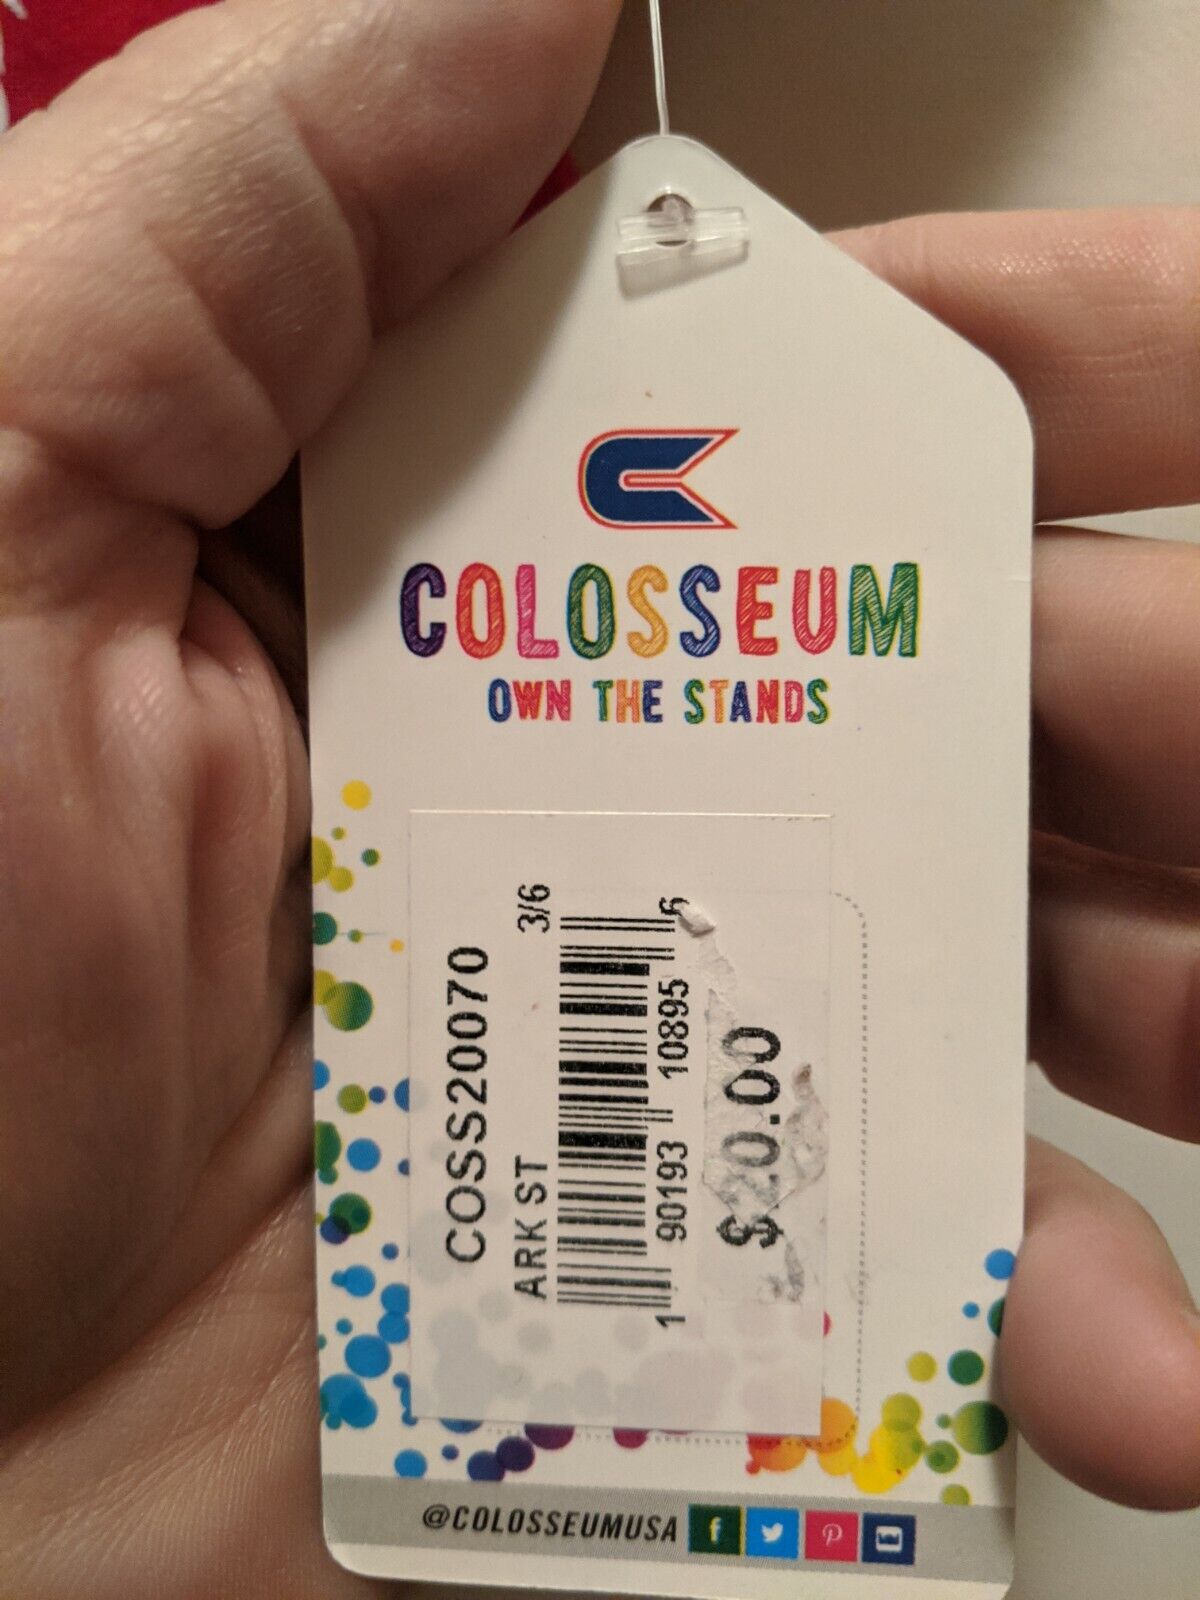 COLOSSEUM
OWN THE STANDS
COSS20070
ARK ST 3/6
1 90193 10895 6
$20.00
@COLOSSEUMUSA